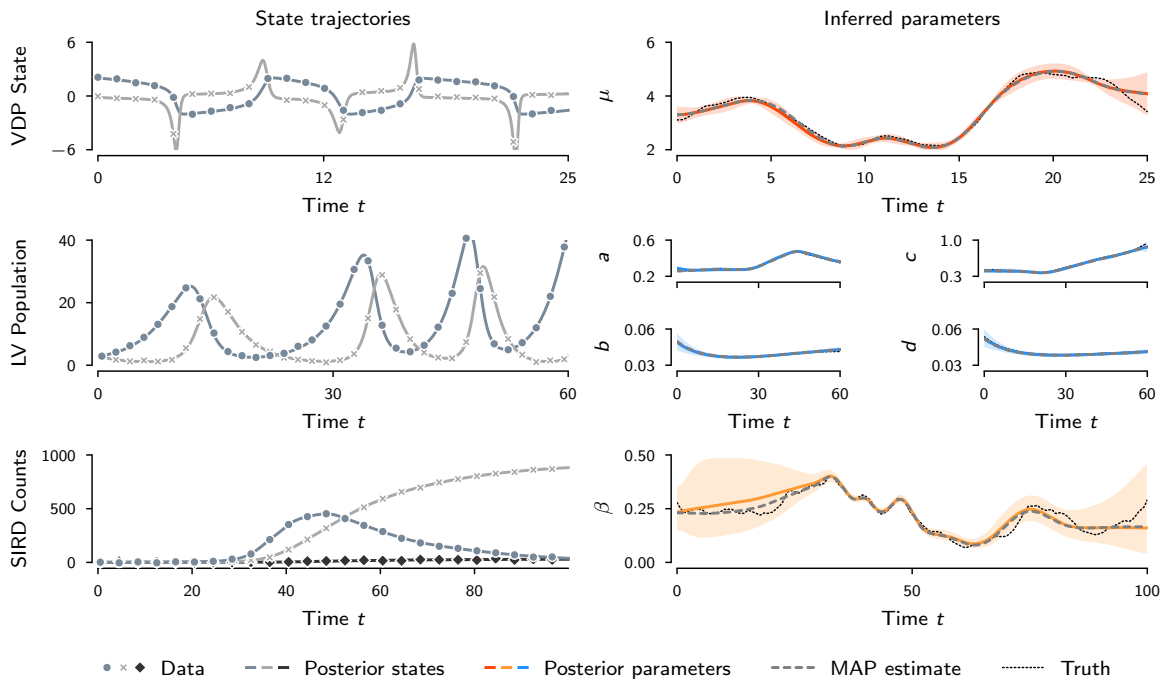 State trajectories
Inferred parameters
VDP State
6
0
−6
0
12
25
Time t
μ
6
4
2
0
5
10
15
20
25
Time t
LV Population
40
20
0
0
30
60
Time t
a
0.6
0.2
c
1.0
0.3
b
0.06
0.03
0
30
60
Time t
d
0.06
0.03
0
30
60
Time t
SIRD Counts
1000
500
0
0
20
40
60
80
Time t
β
0.50
0.25
0.00
0
50
100
Time t
Data
Posterior states
Posterior parameters
MAP estimate
Truth